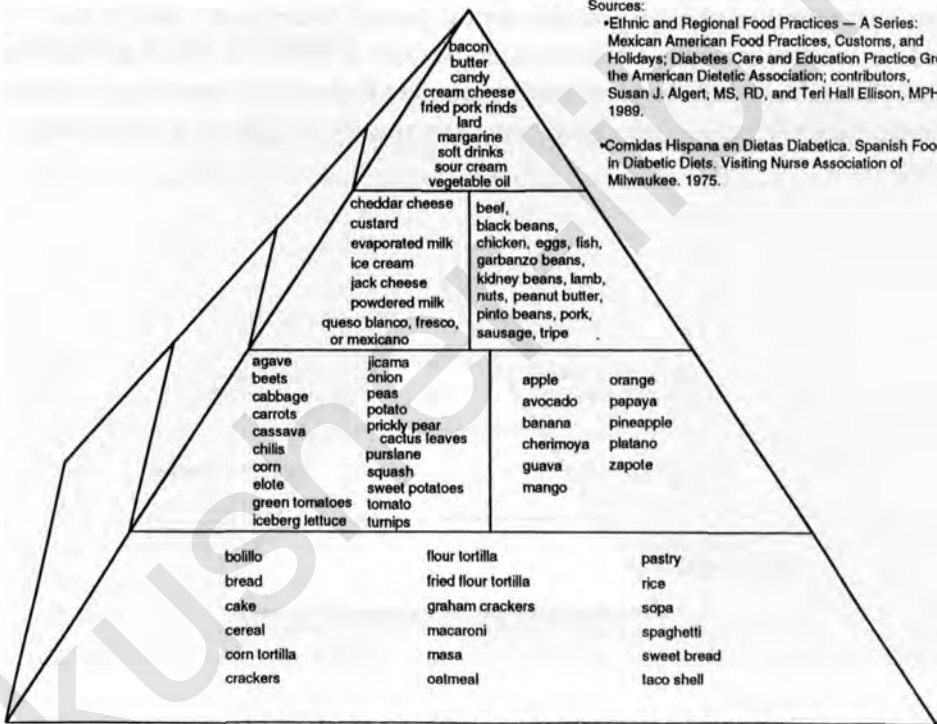 Sources:
•Ethnic and Regional Food Practices — A Series:
Mexican American Food Practices, Customs, and
Holidays; Diabetes Care and Education Practice
the American Dietetic Association; contributors,
Susan J. Algert, MS, RD, and Teri Hall Ellison, MPH
1989.
•Comidas Hispana en Dietas Diabetica. Spanish
in Diabetic Diets. Visiting Nurse Association of
Milwaukee. 1975.
bacon
butter
candy
cream cheese
fried pork rinds
lard
margarine
soft drinks
sour cream
vegetable oil
cheddar cheese
custard
evaporated milk
ice cream
jack cheese
powdered milk
queso blanco, fresco,
or mexicano
beef,
black beans,
chicken, eggs, fish,
garbanzo beans,
kidney beans, lamb,
nuts, peanut butter,
pinto beans, pork,
sausage, tripe
agave
beets
cabbage
carrots
cassava
chilis
corn
elote
green tomatoes
iceberg lettuce
jicama
onion
peas
potato
prickly pear
cactus leaves
purslane
squash
sweet potatoes
tomato
turnips
apple
avocado
banana
cherimoya
guava
mango
orange
papaya
pineapple
platano
zapote
bolillo
bread
cake
cereal
corn tortilla
crackers
flour tortilla
fried flour tortilla
graham crackers
macaroni
masa
oatmeal
pastry
rice
sopa
spaghetti
sweet bread
taco shell